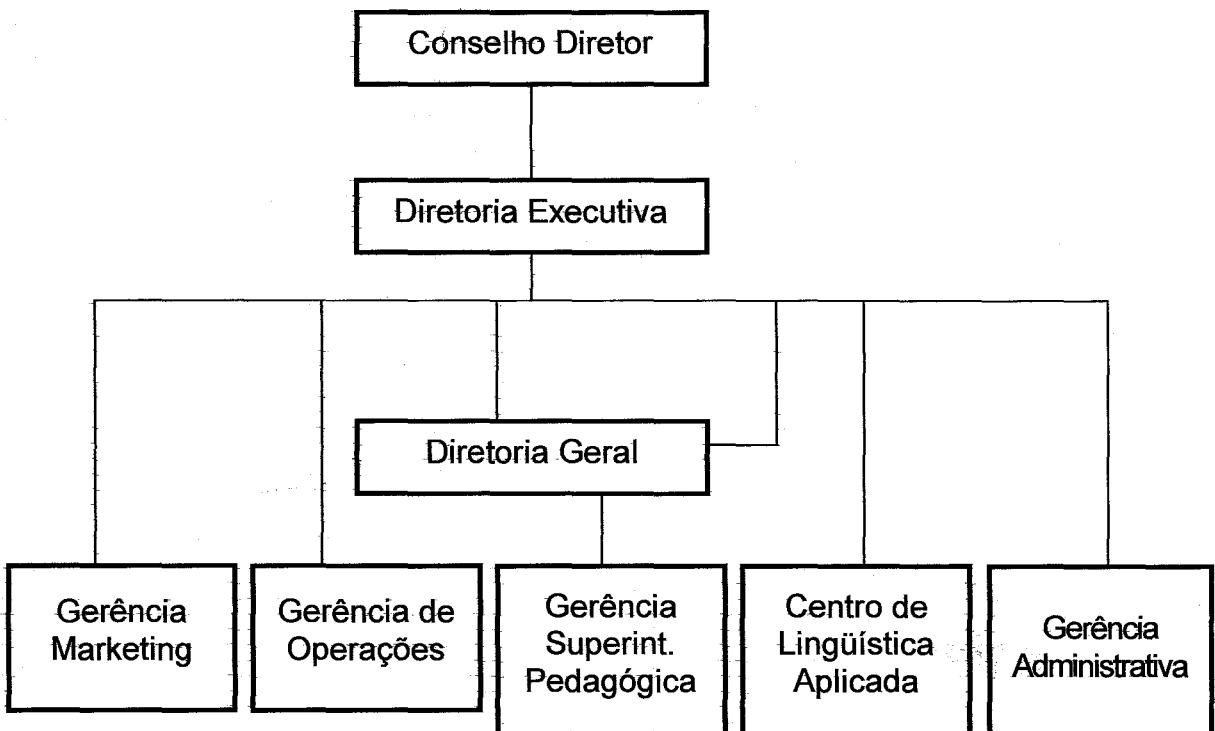 Conselho Diretor
Diretoria Executiva
Diretoria Geral
Gerência
Marketing
Gerência de
Operações
Gerência
Superint.
Pedagógica
Centro de
Lingüística
Aplicada
Gerência
Administrativa